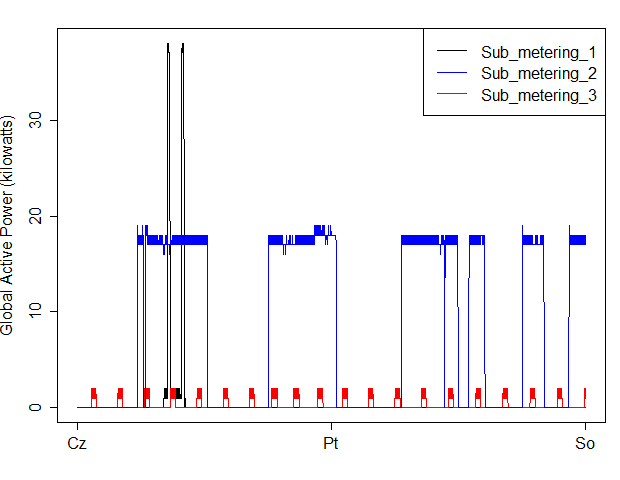 Sub_metering_1
Sub_metering_2
Sub_metering_3
Global Active Power (kilowatts)
30
20
10
0
Cz Pt So